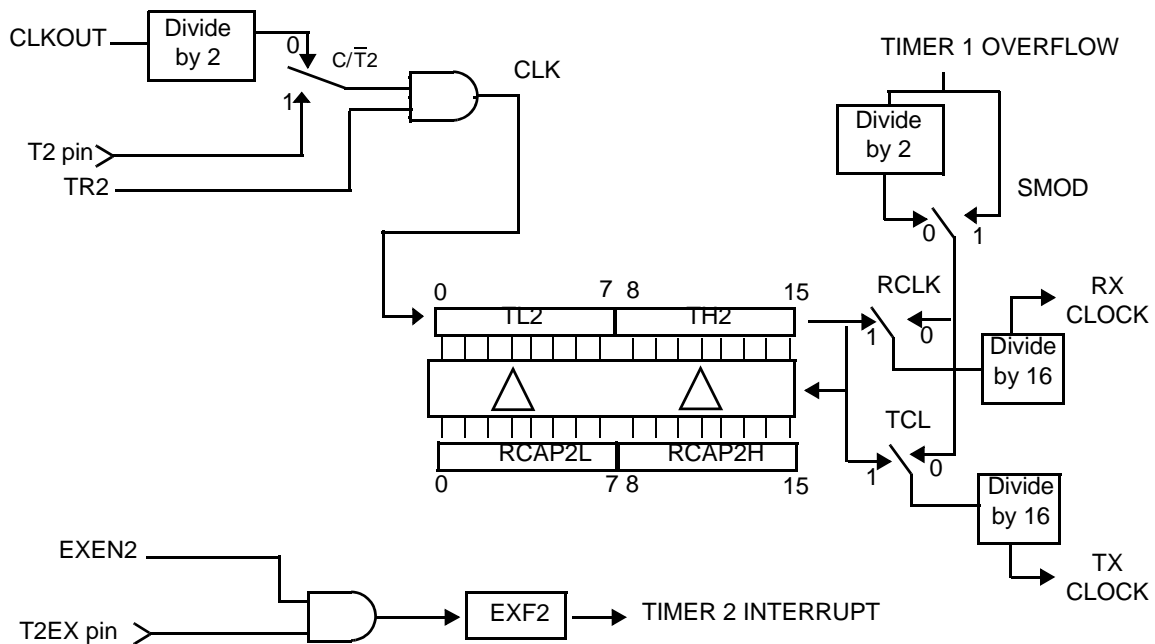 CLKOUT
Divide
by 2
0
C/T̅2
CLK
1
T2 pin
TR2
TIMER 1 OVERFLOW
Divide
by 2
SMOD
0
1
0
7
8
15
TL2
TH2
RCLK
1
0
RX
CLOCK
Divide
by 16
TCL
RCAP2L
RCAP2H
0
7
8
15
1
0
Divide
by 16
TX
CLOCK
EXEN2
T2EX pin
EXF2
TIMER 2 INTERRUPT